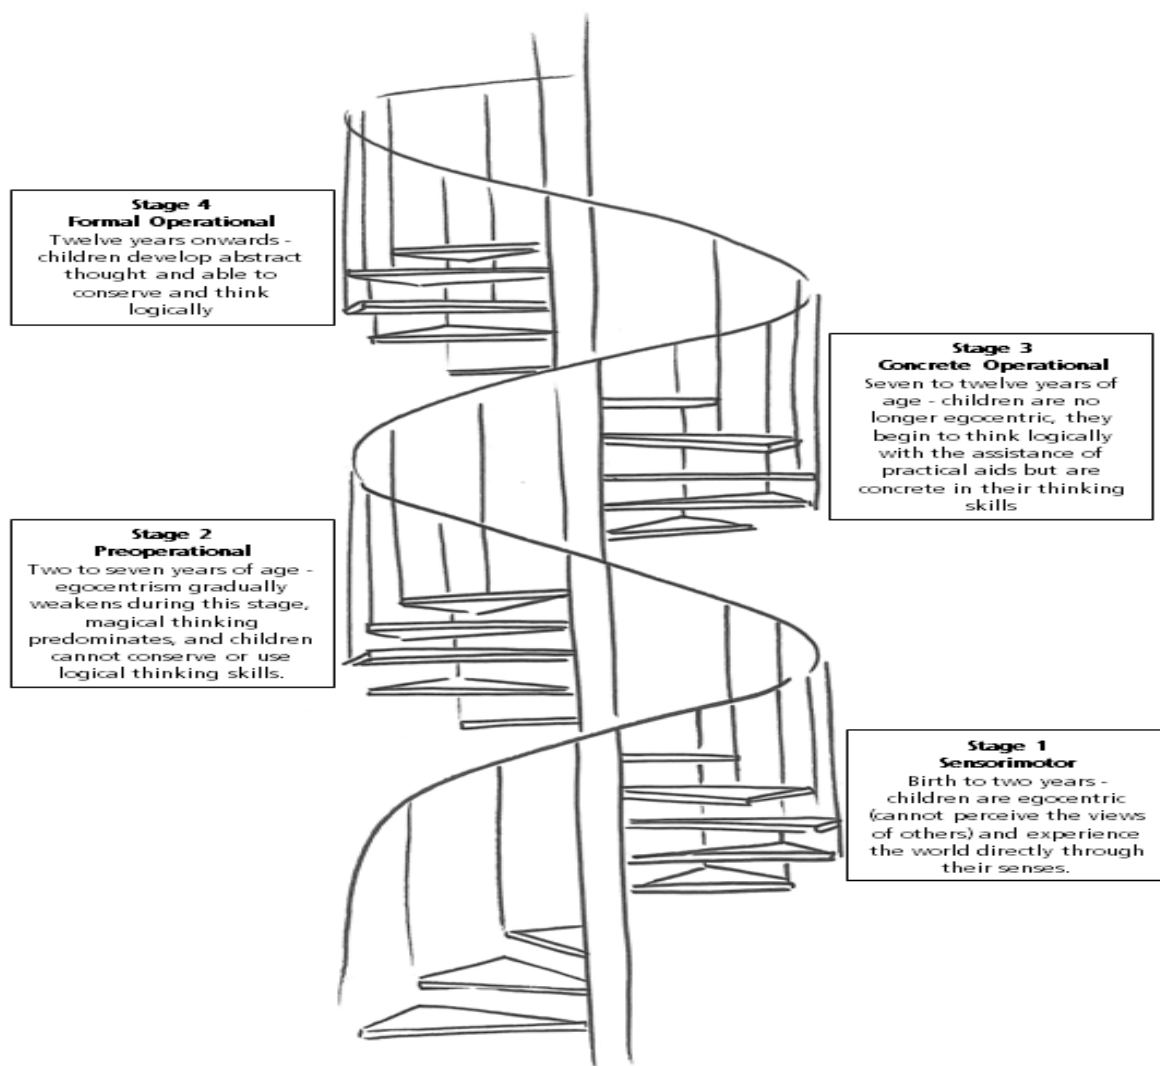 Stage 4
Formal Operational
Twelve years onwards -
children develop abstract
thought and able to
conserve and think
logically
Stage 3
Concrete Operational
Seven to twelve years of
age - children are no
longer egocentric, they
begin to think logically
with the assistance of
practical aids but are
concrete in their thinking
skills
Stage 2
Preoperational
Two to seven years of age -
egocentrism gradually
weakens during this stage,
magical thinking
predominates, and children
cannot conserve or use
logical thinking skills.
Stage 1
Sensorimotor
Birth to two years -
children are egocentric
(cannot perceive the views
of others) and experience
the world directly through
their senses.